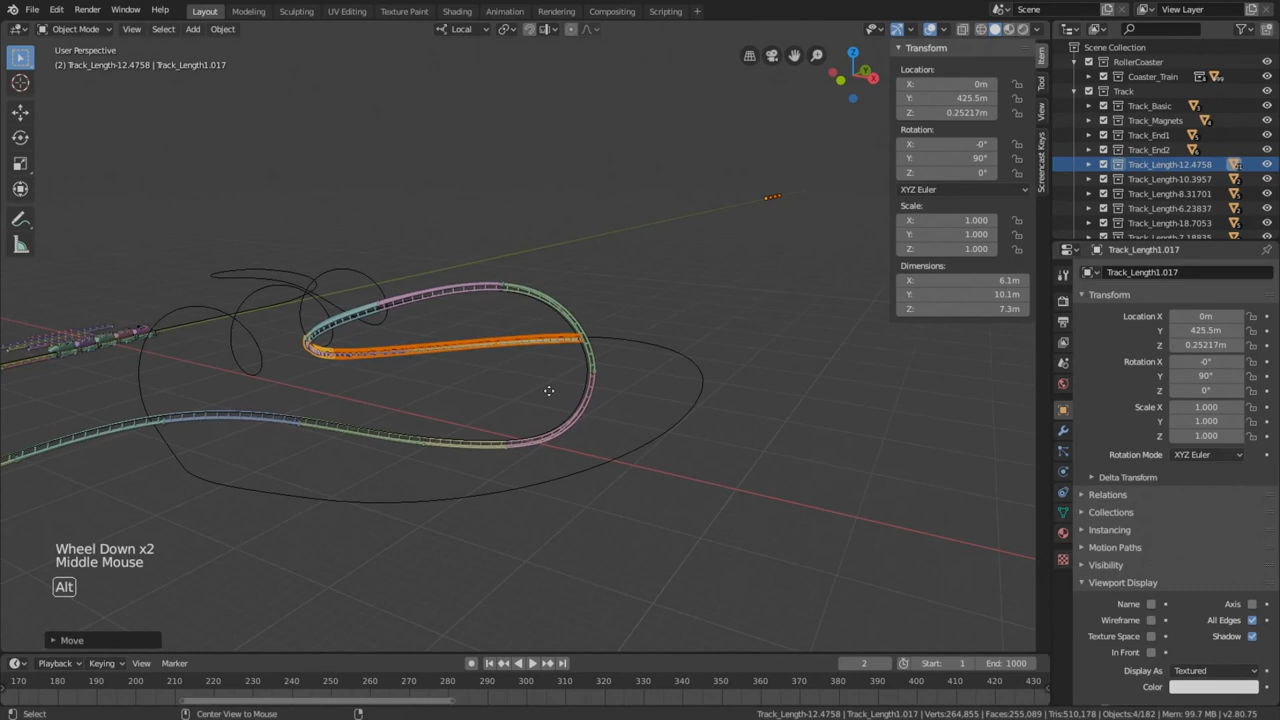 File Edit Render Window Help Layout Modeling Sculpting UV Editing Texture Paint Shading Animation Rendering Compositing Scripting + Scene View Layer
Object Mode View Select Add Object Local
User Perspective
(2) Track_Length-12.4758 | Track_Length1.017
Z
Y
X
Transform
Location:
X: 0m
Y: 425.5m
Z: 0.25217m
Rotation:
X: -0°
Y: 90°
Z: 0°
XYZ Euler
Scale:
X: 1.000
Y: 1.000
Z: 1.000
Dimensions:
X: 6.1m
Y: 10.1m
Z: 7.3m
Item
Tool
View
Screencast Keys
Scene Collection
RollerCoaster
Coaster_Train
Track
Track_Basic
Track_Magnets
Track_End1
Track_End2
Track_Length-12.4758
Track_Length-10.3957
Track_Length-8.31701
Track_Length-6.23837
Track_Length-18.7053
Track_Length-7.18835
Track_Length1.017
Track_Length1.017
Transform
Location X 0m
Y 425.5m
Z 0.25217m
Rotation X -0°
Y 90°
Z 0°
Scale X 1.000
Y 1.000
Z 1.000
Rotation Mode XYZ Euler
Delta Transform
Relations
Collections
Instancing
Motion Paths
Visibility
Viewport Display
Name Axis
Wireframe All Edges
Texture Space Shadow
In Front
Display As Textured
Color
Wheel Down x2
Middle Mouse
Alt
Move
Playback Keying View Marker 2 Start: 1 End: 1000
170 180 190 200 210 220 230 240 250 260 270 280 290 300 310 320 330 340 350 360 370 380 390 400 410 420 430
Select Center View to Mouse Track_Length-12.4758 | Track_Length1.017 | Verts:264,855 | Faces:255,089 | Tris:510,178 | Objects:4/182 | Mem: 99.7 MB | v2.80.75